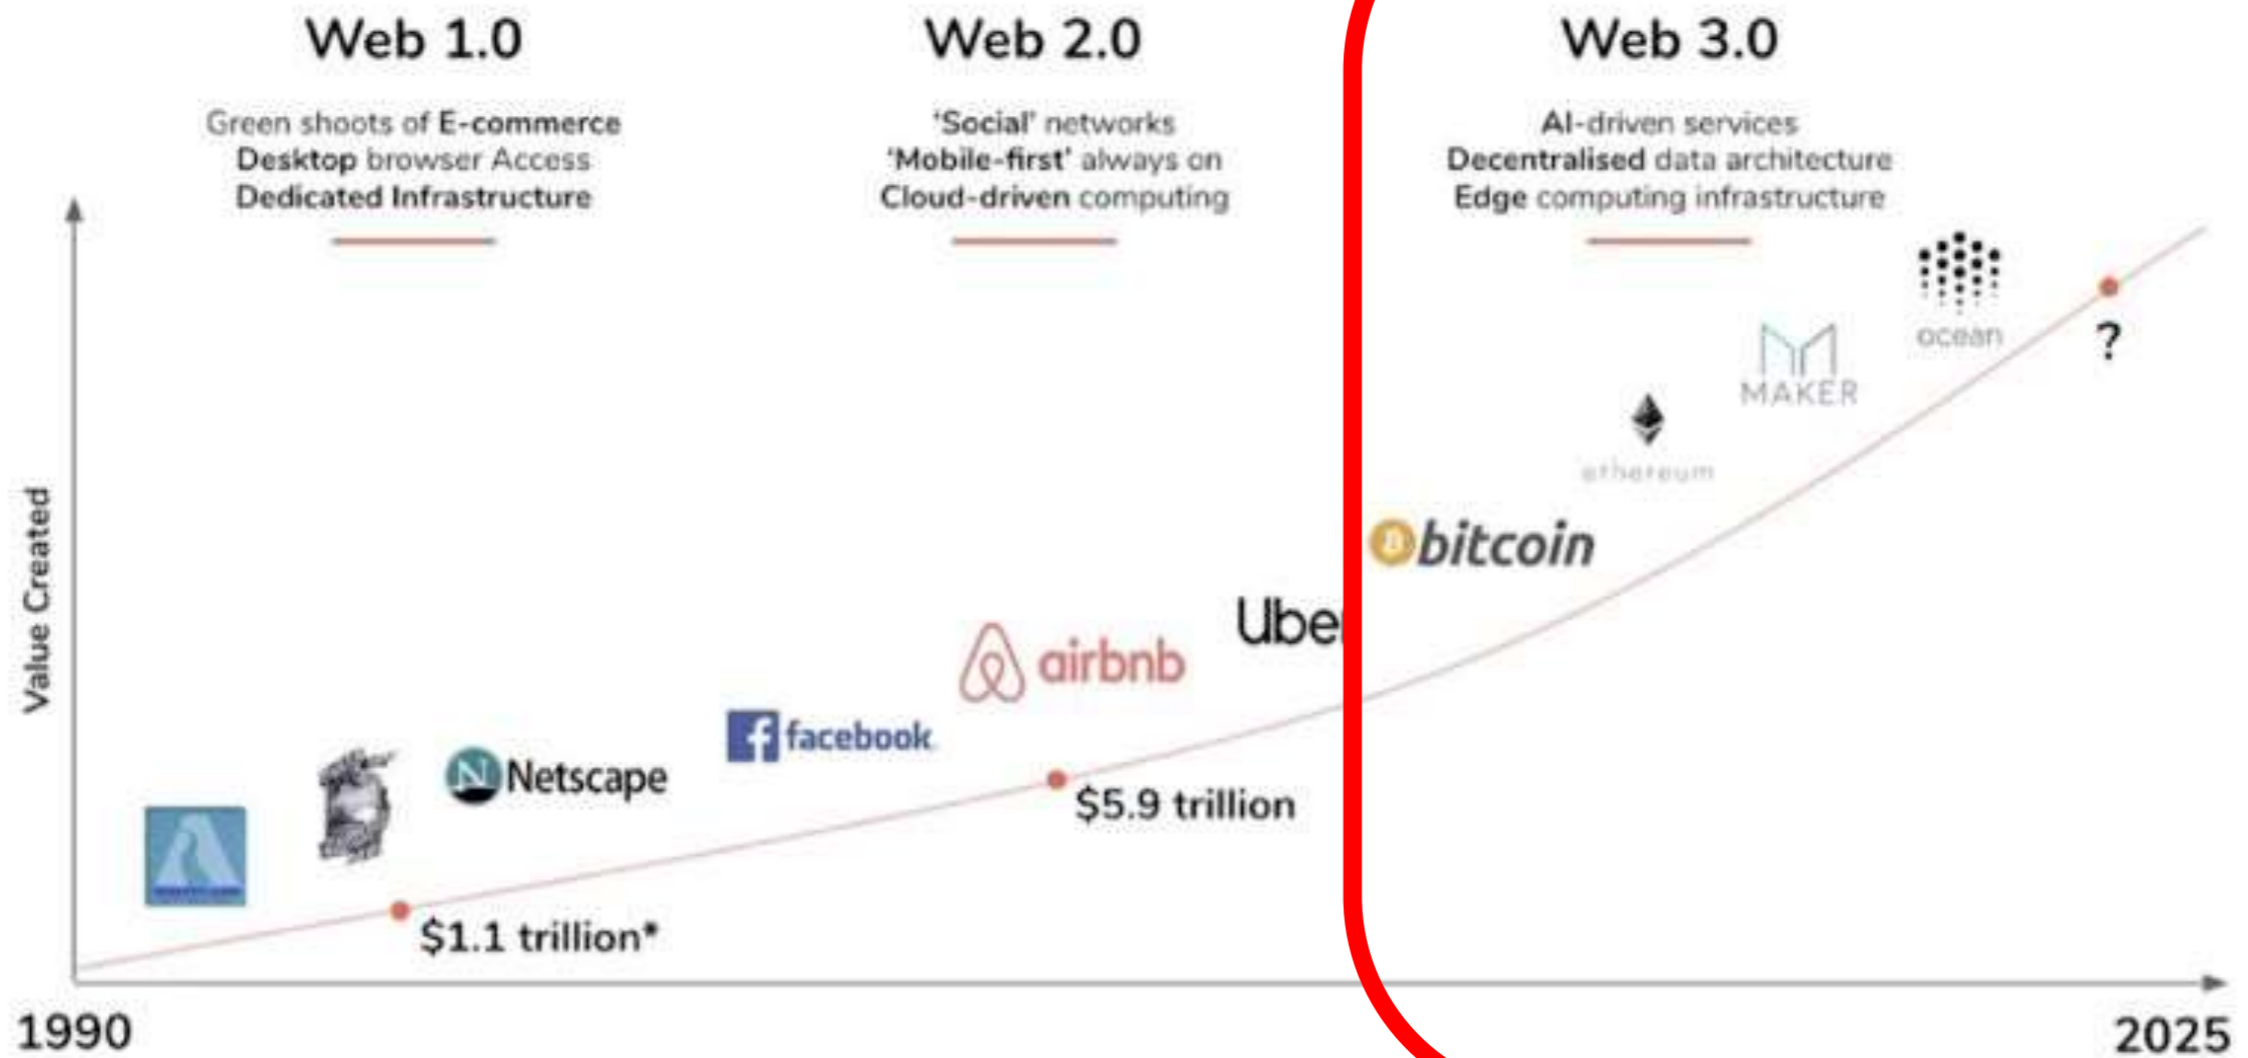 Web 1.0
Green shoots of E-commerce
Desktop browser Access
Dedicated Infrastructure
Web 2.0
'Social' networks
'Mobile-first' always on
Cloud-driven computing
Web 3.0
AI-driven services
Decentralised data architecture
Edge computing infrastructure
Value Created
Netscape
facebook
airbnb
Ube
bitcoin
ethereum
MAKER
ocean
?
$1.1 trillion*
$5.9 trillion
1990
2025